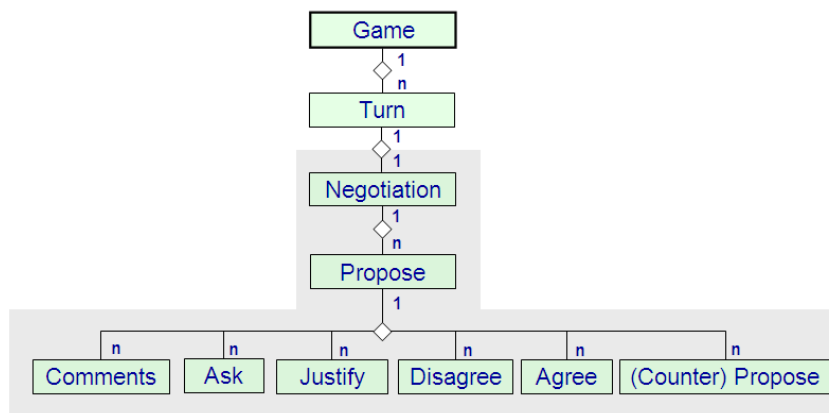 Game
1
n
Turn
1
1
Negotiation
1
n
Propose
1
n n n n n n
Comments Ask Justify Disagree Agree (Counter) Propose